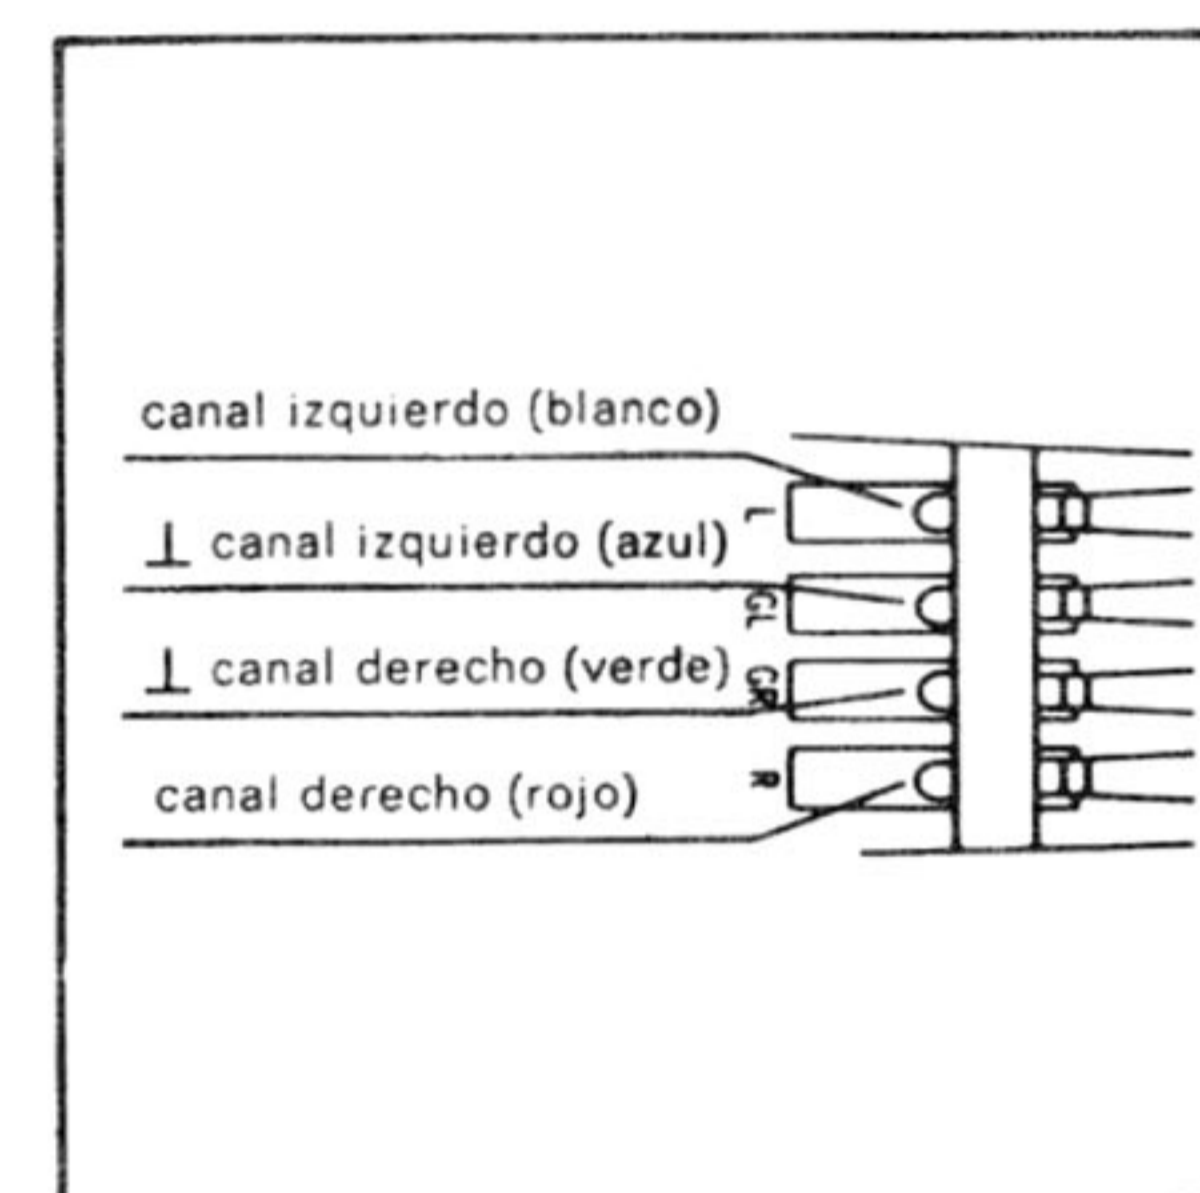 canal izquierdo (blanco)
L
⊥ canal izquierdo (azul)
GL
⊥ canal derecho (verde)
GR
canal derecho (rojo)
R